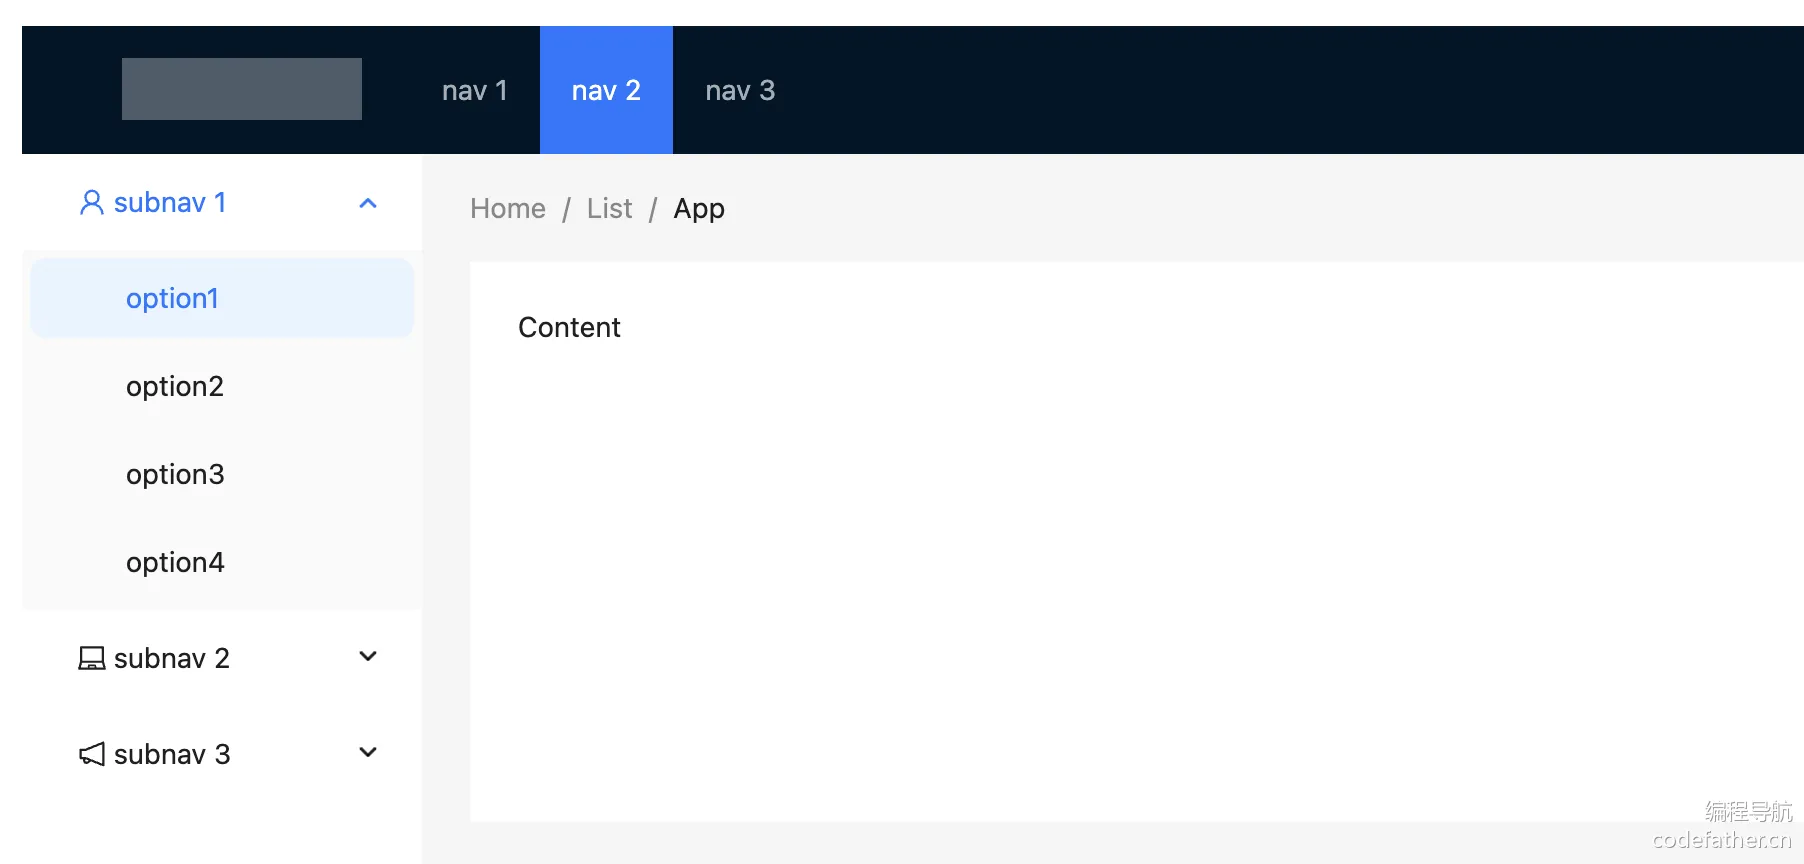 nav 1 nav 2 nav 3
subnav 1
option1
option2
option3
option4
subnav 2
subnav 3
Home / List / App
Content
编程导航
codefather.cn